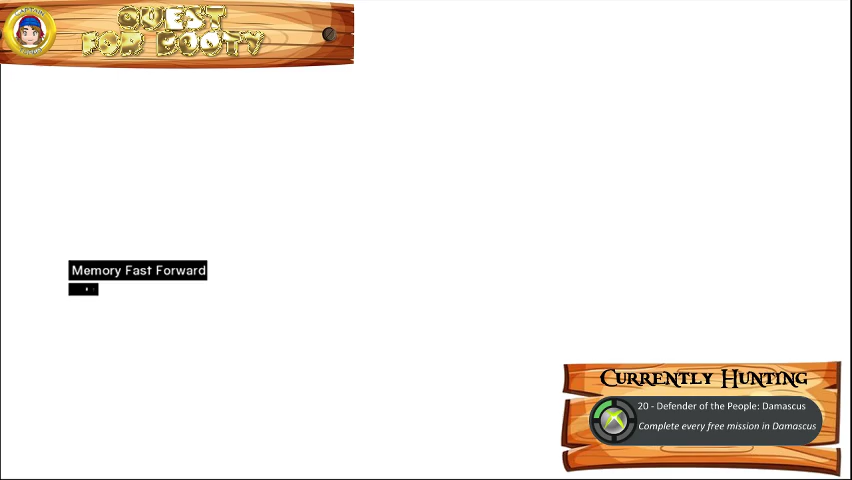 QUEST
FOR BOOTY
Memory Fast Forward
CURRENTLY HUNTING
20 - Defender of the People: Damascus
Complete every free mission in Damascus